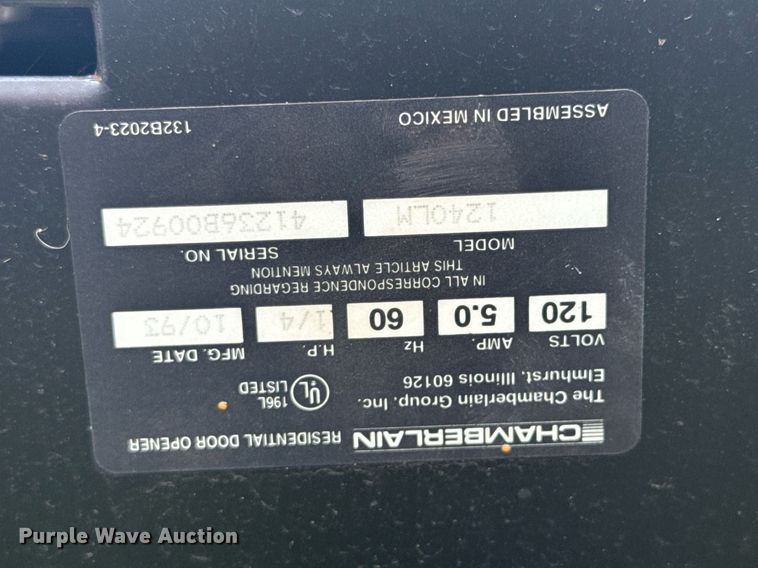 CHAMBERLAIN RESIDENTIAL DOOR OPENER
The Chamberlain Group, Inc.
Elmhurst, Illinois 60126
196L UL
LISTED
VOLTS AMP. Hz H.P. MFG. DATE
120 5.0 60 1/4 10/93
IN ALL CORRESPONDENCE REGARDING
THIS ARTICLE ALWAYS MENTION
MODEL SERIAL NO.
1240LM 41236B00924
ASSEMBLED IN MEXICO 132B2023-4
Purple Wave Auction